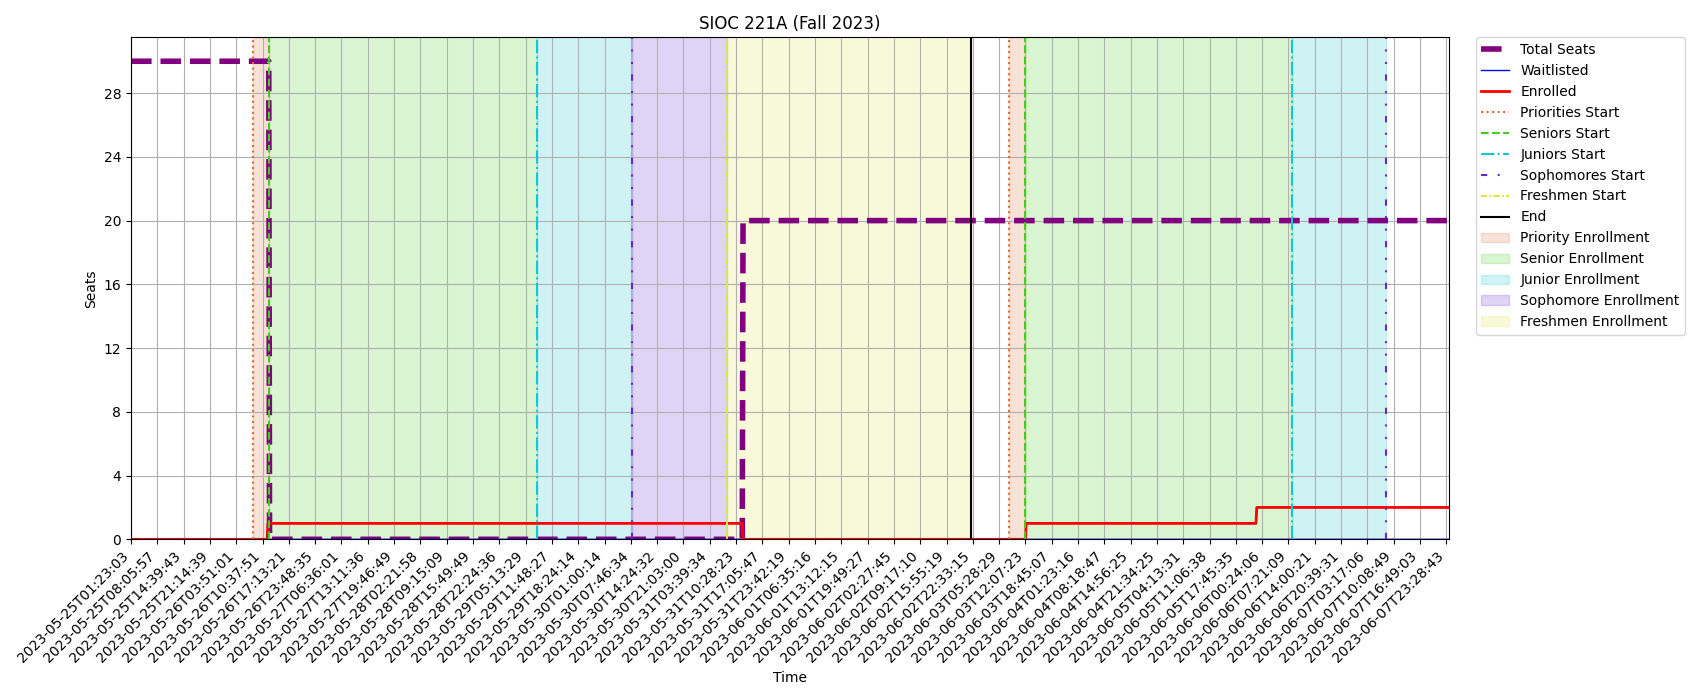 SIOC 221A (Fall 2023)
Seats
28
24
20
16
12
8
4
0
2023-05-25T01:23:03
2023-05-25T08:05:57
2023-05-25T14:39:43
2023-05-25T21:14:39
2023-05-26T03:51:01
2023-05-26T10:37:51
2023-05-26T17:13:21
2023-05-26T23:48:35
2023-05-27T06:36:01
2023-05-27T13:11:36
2023-05-27T19:46:49
2023-05-28T02:21:58
2023-05-28T09:15:09
2023-05-28T15:49:49
2023-05-28T22:24:36
2023-05-29T05:13:29
2023-05-29T11:48:27
2023-05-29T18:24:14
2023-05-30T01:00:14
2023-05-30T07:46:34
2023-05-30T14:24:32
2023-05-30T21:03:00
2023-05-31T03:39:34
2023-05-31T10:28:23
2023-05-31T17:05:47
2023-05-31T23:42:19
2023-06-01T06:35:16
2023-06-01T13:12:15
2023-06-01T19:49:27
2023-06-02T02:27:45
2023-06-02T09:17:10
2023-06-02T15:55:19
2023-06-02T22:33:15
2023-06-03T05:28:29
2023-06-03T12:07:23
2023-06-03T18:45:07
2023-06-04T01:23:16
2023-06-04T08:18:47
2023-06-04T14:56:25
2023-06-04T21:34:25
2023-06-05T04:13:31
2023-06-05T11:06:38
2023-06-05T17:45:35
2023-06-06T00:24:06
2023-06-06T07:21:09
2023-06-06T14:00:21
2023-06-06T20:39:31
2023-06-07T03:17:06
2023-06-07T10:08:49
2023-06-07T16:49:03
2023-06-07T23:28:43
Time
Total Seats
Waitlisted
Enrolled
Priorities Start
Seniors Start
Juniors Start
Sophomores Start
Freshmen Start
End
Priority Enrollment
Senior Enrollment
Junior Enrollment
Sophomore Enrollment
Freshmen Enrollment